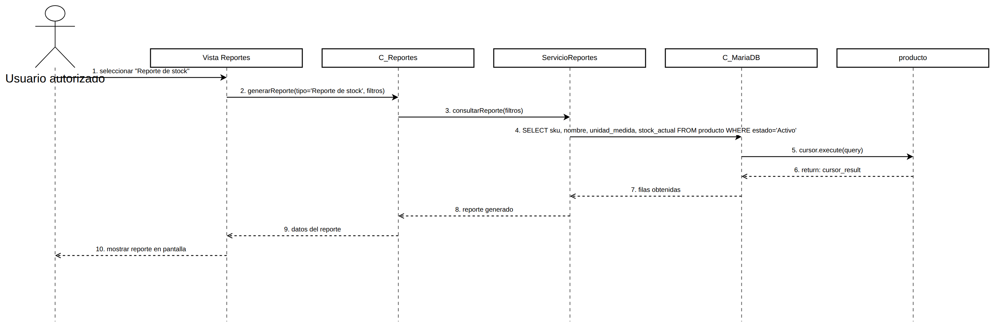 Vista Reportes
C_Reportes
ServicioReportes
C_MariaDB
producto
Usuario autorizado
1. seleccionar "Reporte de stock"
2. generarReporte(tipo='Reporte de stock', filtros)
3. consultarReporte(filtros)
4. SELECT sku, nombre, unidad_medida, stock_actual FROM producto WHERE estado='Activo'
5. cursor.execute(query)
6. return: cursor_result
7. filas obtenidas
8. reporte generado
9. datos del reporte
10. mostrar reporte en pantalla